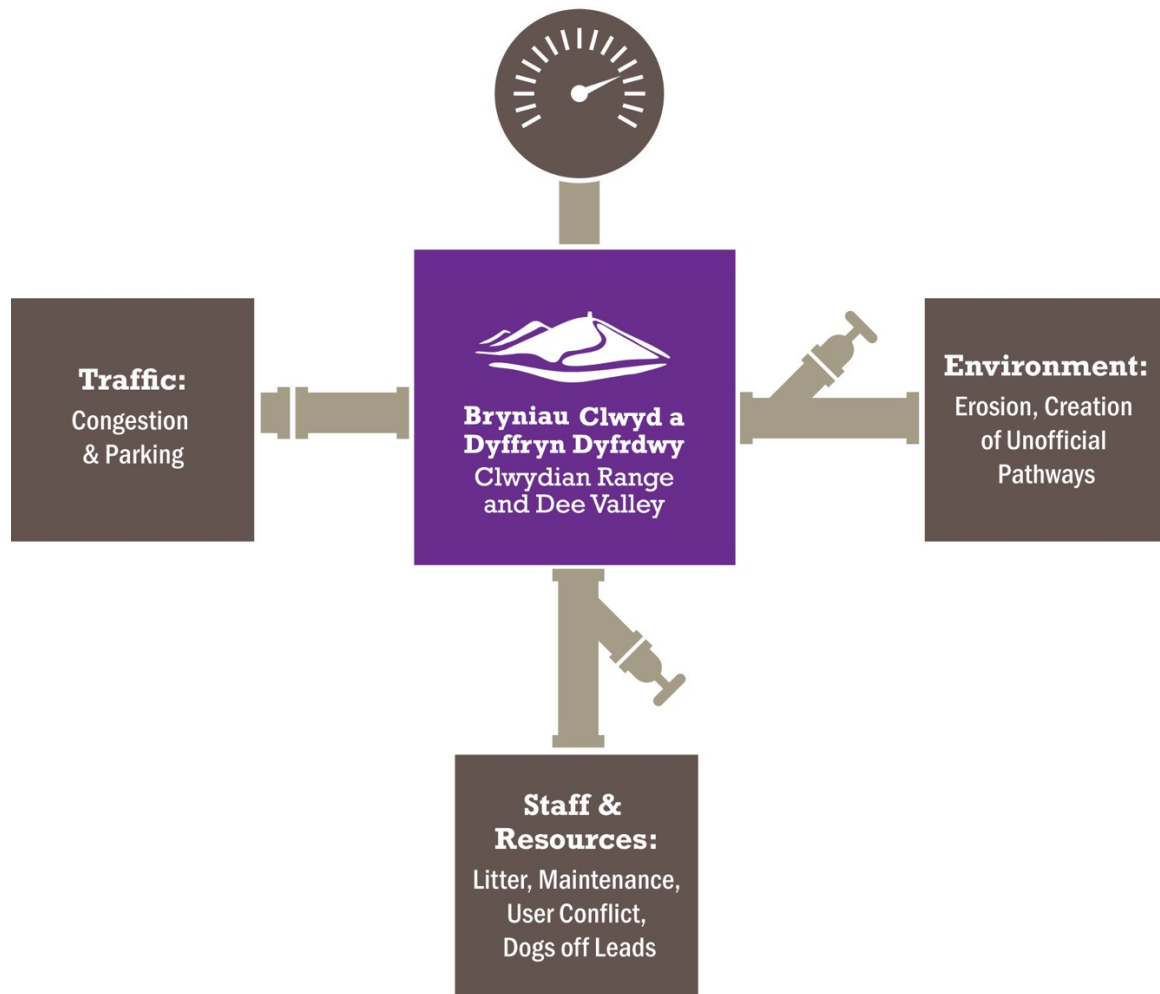 Bryniau Clwyd a
Dyffryn Dyfrdwy
Clwydian Range
and Dee Valley
Traffic:
Congestion
& Parking
Environment:
Erosion, Creation
of Unofficial
Pathways
Staff &
Resources:
Litter, Maintenance,
User Conflict,
Dogs off Leads